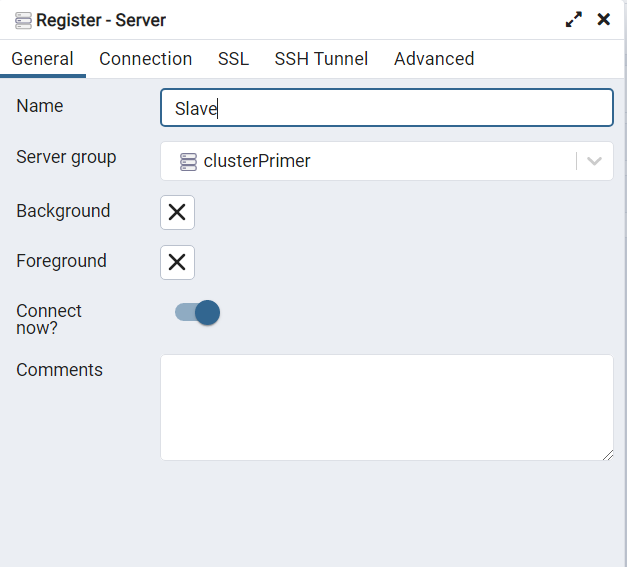 Register - Server
General Connection SSL SSH Tunnel Advanced
Name Slave
Server group clusterPrimer
Background
Foreground
Connect
now?
Comments